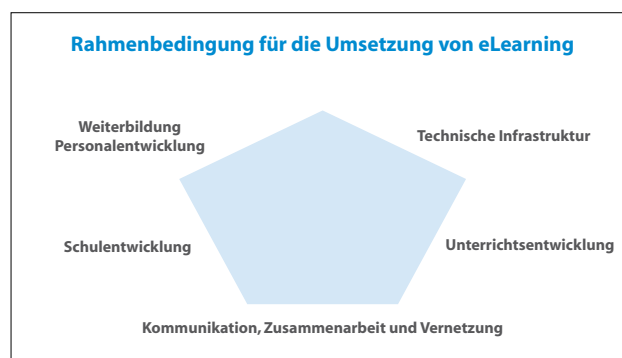 Rahmenbedingung für die Umsetzung von eLearning
Weiterbildung
Personalentwicklung
Technische Infrastruktur
Schulentwicklung
Unterrichtsentwicklung
Kommunikation, Zusammenarbeit und Vernetzung